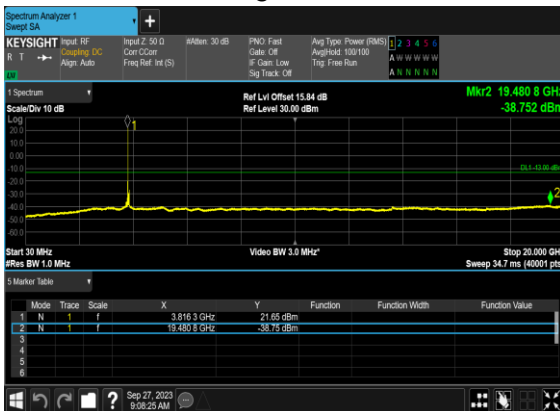 Spectrum Analyzer 1
Swept SA
KEYSIGHT Input: RF Input Z: 50 Ω #Atten: 30 dB PNO: Fast Avg Type: Power (RMS) 1 2 3 4 5 6
R T Coupling: DC Corr CCorr Gate: Off Avg|Hold: 100/100 A W W W W W
Align: Auto Freq Ref: Int (S) IF Gain: Low Trig: Free Run
Sig Track: Off A N N N N N
LV
1 Spectrum Ref Lvl Offset 15.84 dB Mkr2 19.480 8 GHz
Scale/Div 10 dB Ref Level 30.00 dBm -38.752 dBm
Log
20.0
10.0
0.00
-10.0
-20.0
-30.0
-40.0
-50.0
-60.0
1
DL1 -13.00 dBm
2
Start 30 MHz Video BW 3.0 MHz* Stop 20.000 GHz
#Res BW 1.0 MHz Sweep 34.7 ms (40001 pts)
5 Marker Table
Mode Trace Scale X Y Function Function Width Function Value
1 N 1 f 3.816 3 GHz 21.65 dBm
2 N 1 f 19.480 8 GHz -38.75 dBm
3
4
5
6
? Sep 27, 2023
9:08:25 AM